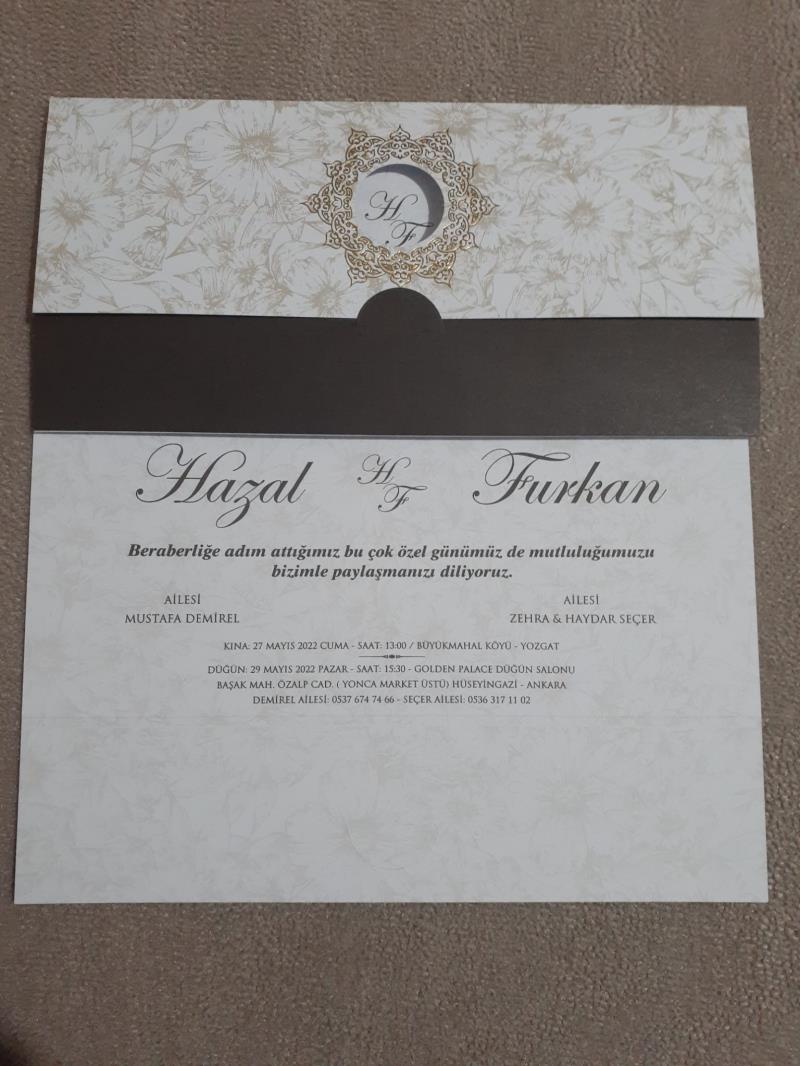 H
F
Hazal H F Furkan
Beraberliğe adım attığımız bu çok özel günümüz de mutluluğumuzu
bizimle paylaşmanızı diliyoruz.
AİLESİ
MUSTAFA DEMİREL
AİLESİ
ZEHRA & HAYDAR SEÇER
KINA: 27 MAYIS 2022 CUMA - SAAT: 13:00 / BÜYÜKMAHAL KÖYÜ - YOZGAT
DÜĞÜN: 29 MAYIS 2022 PAZAR - SAAT: 15:30 - GOLDEN PALACE DÜĞÜN SALONU
BAŞAK MAH. ÖZALP CAD. ( YONCA MARKET ÜSTÜ) HÜSEYİNGAZİ - ANKARA
DEMİREL AİLESİ: 0537 674 74 66 - SEÇER AİLESİ: 0536 317 11 02